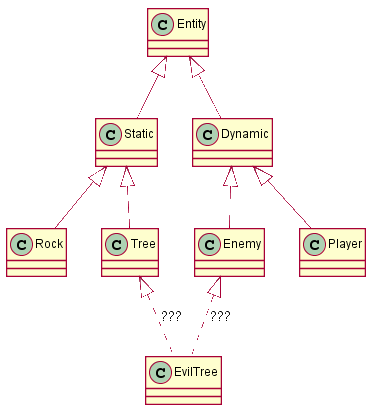 C Entity
C Static
C Dynamic
C Rock
C Tree
C Enemy
C Player
???
???
C EvilTree